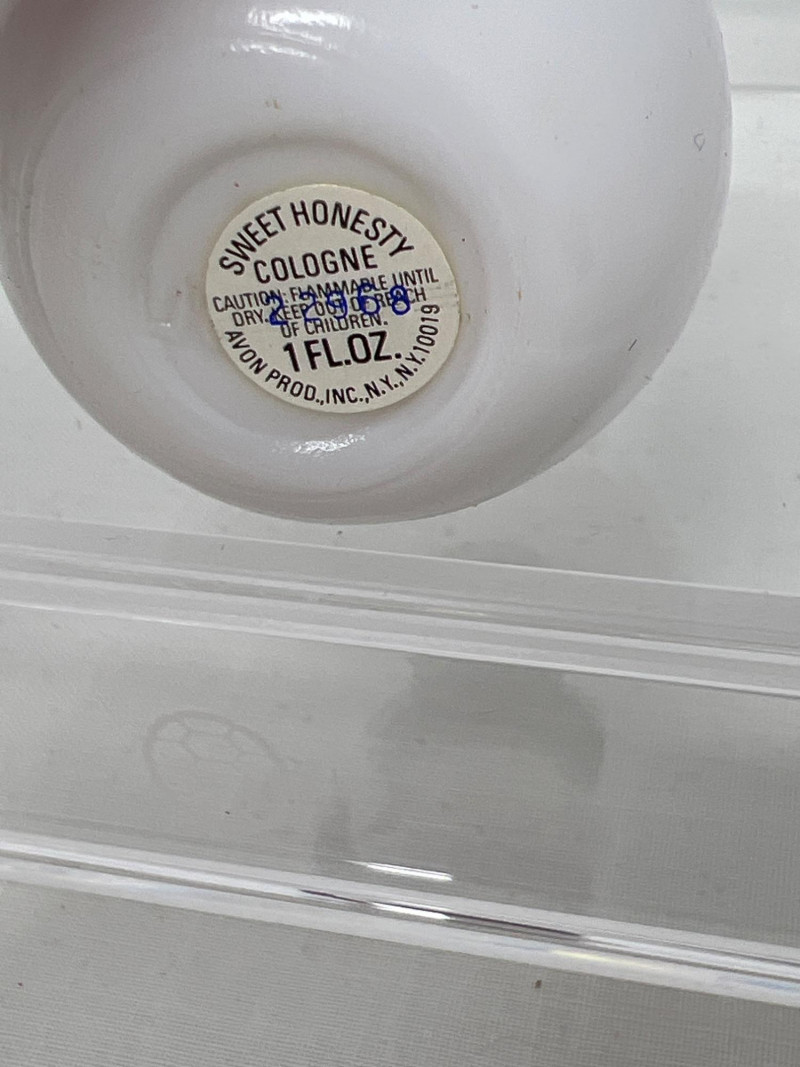 SWEET HONESTY
COLOGNE
CAUTION: FLAMMABLE UNTIL
DRY. KEEP OUT OF REACH
OF CHILDREN.
22968
1 FL.OZ.
AVON PROD.,INC.,N.Y.,N.Y.10019